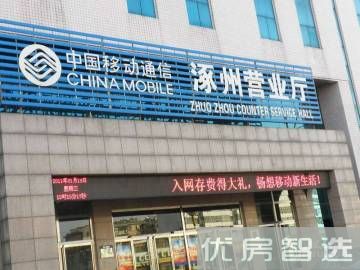 中国移动通信
CHINA MOBILE
涿州营业厅
ZHUO ZHOU COUNTER SERVICE HALL
入网存费得大礼，畅想移动新生活！
优房智选